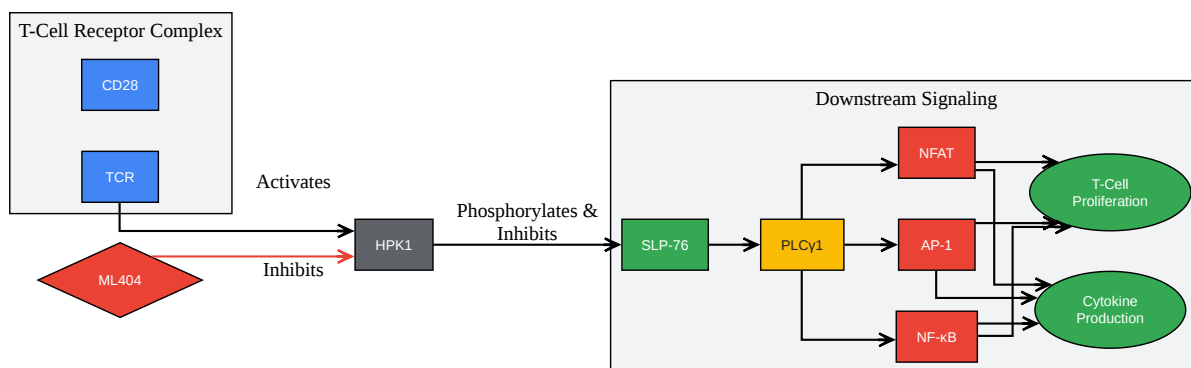 T-Cell Receptor Complex
CD28
TCR
Activates
ML404
Inhibits
HPK1
Phosphorylates &
Inhibits
Downstream Signaling
SLP-76
PLCγ1
NFAT
AP-1
NF-κB
T-Cell
Proliferation
Cytokine
Production